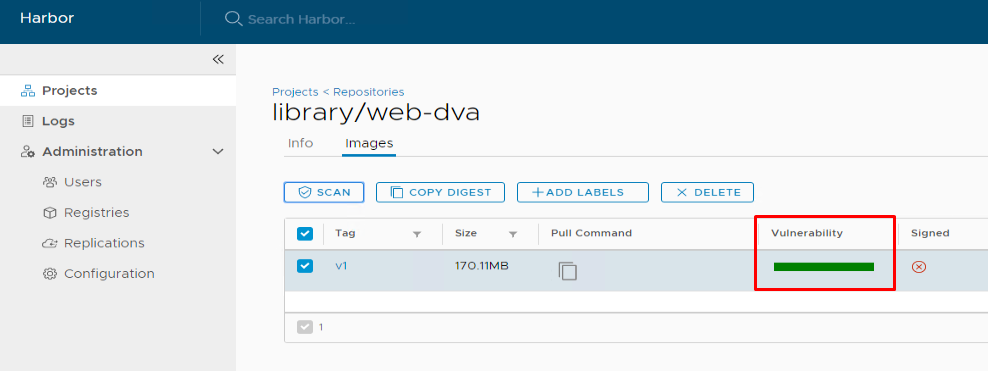 Harbor
Search Harbor...
Projects
Logs
Administration
Users
Registries
Replications
Configuration
Projects < Repositories
library/web-dva
Info Images
SCAN COPY DIGEST +ADD LABELS DELETE
Tag Size Pull Command Vulnerability Signed
v1 170.11MB
1